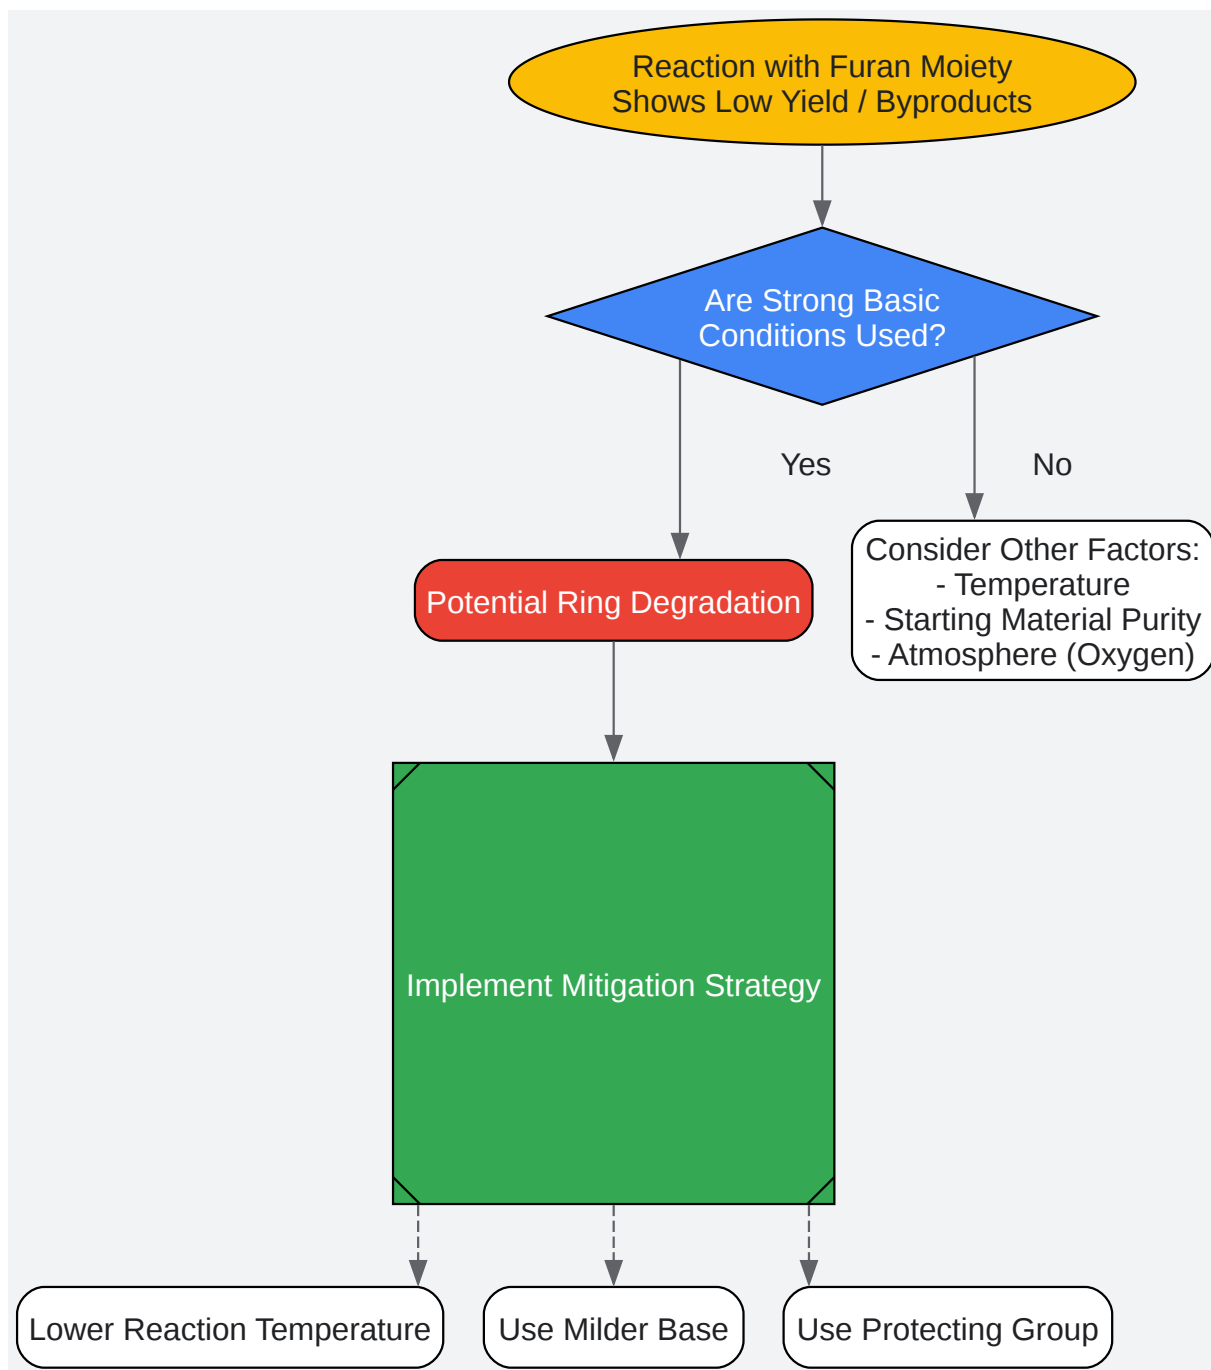 Reaction with Furan Moiety
Shows Low Yield / Byproducts
Are Strong Basic
Conditions Used?
Yes
No
Consider Other Factors:
- Temperature
- Starting Material Purity
- Atmosphere (Oxygen)
Potential Ring Degradation
Implement Mitigation Strategy
Lower Reaction Temperature
Use Milder Base
Use Protecting Group